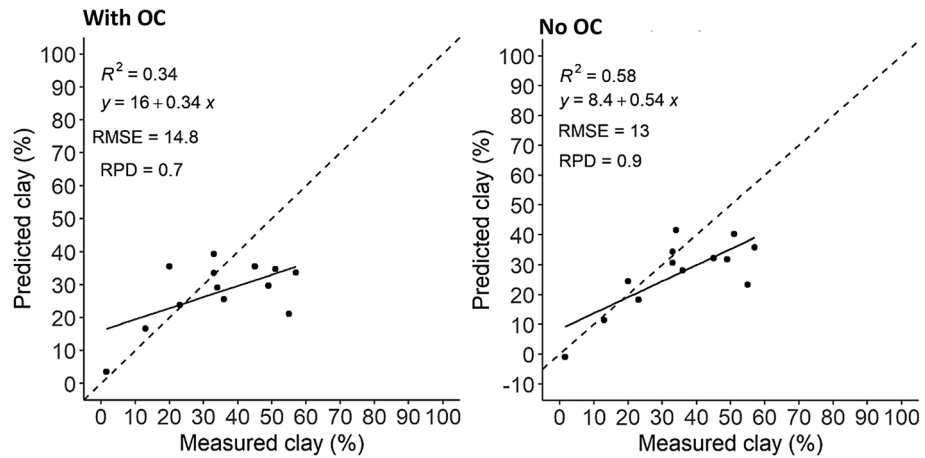 With OC
R² = 0.34
y = 16 + 0.34 x
RMSE = 14.8
RPD = 0.7
Predicted clay (%)
100
90
80
70
60
50
40
30
20
10
0
0 10 20 30 40 50 60 70 80 90 100
Measured clay (%)
No OC
R² = 0.58
y = 8.4 + 0.54 x
RMSE = 13
RPD = 0.9
Predicted clay (%)
100
90
80
70
60
50
40
30
20
10
0
-10
0 10 20 30 40 50 60 70 80 90 100
Measured clay (%)